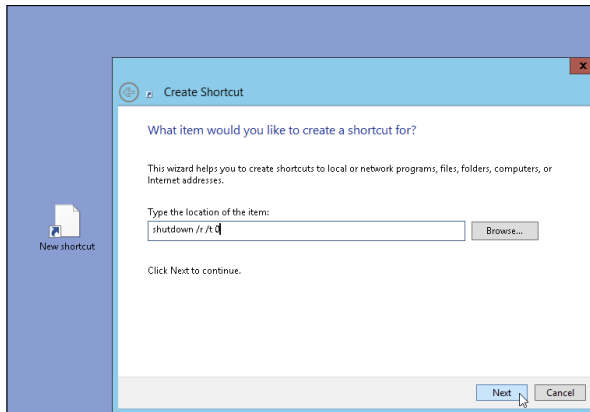 x
Create Shortcut
What item would you like to create a shortcut for?
This wizard helps you to create shortcuts to local or network programs, files, folders, computers, or
Internet addresses.
Type the location of the item:
shutdown /r /t 0
Browse...
New shortcut
Click Next to continue.
Next
Cancel